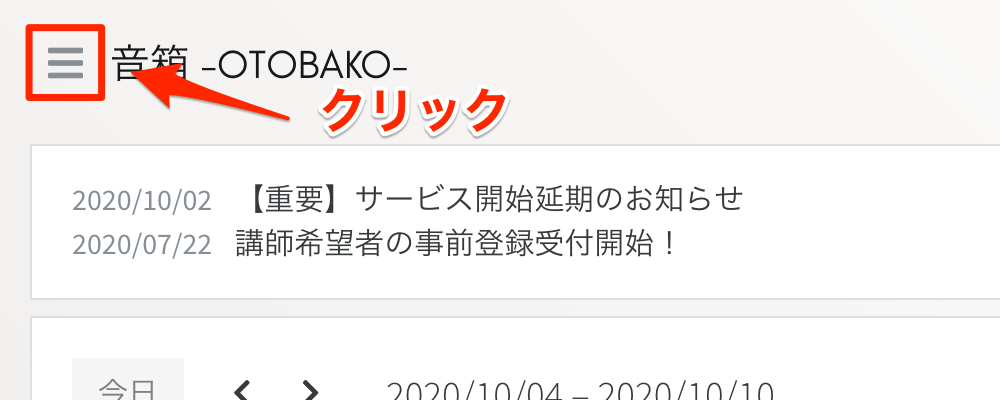 音箱 -OTOBAKO-
クリック
2020/10/02 【重要】サービス開始延期のお知らせ
2020/07/22 講師希望者の事前登録受付開始！
今日 2020/10/04 – 2020/10/10